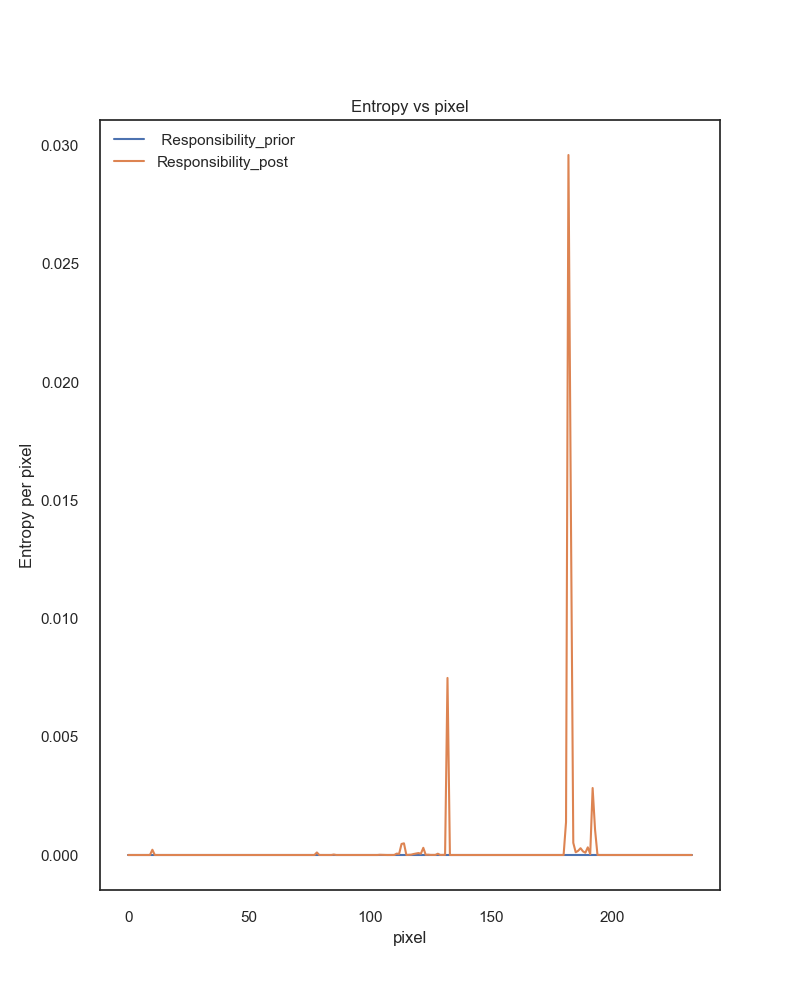 Entropy vs pixel
Responsibility_prior
Responsibility_post
0.030
0.025
0.020
0.015
0.010
0.005
0.000
Entropy per pixel
0 50 100 150 200
pixel